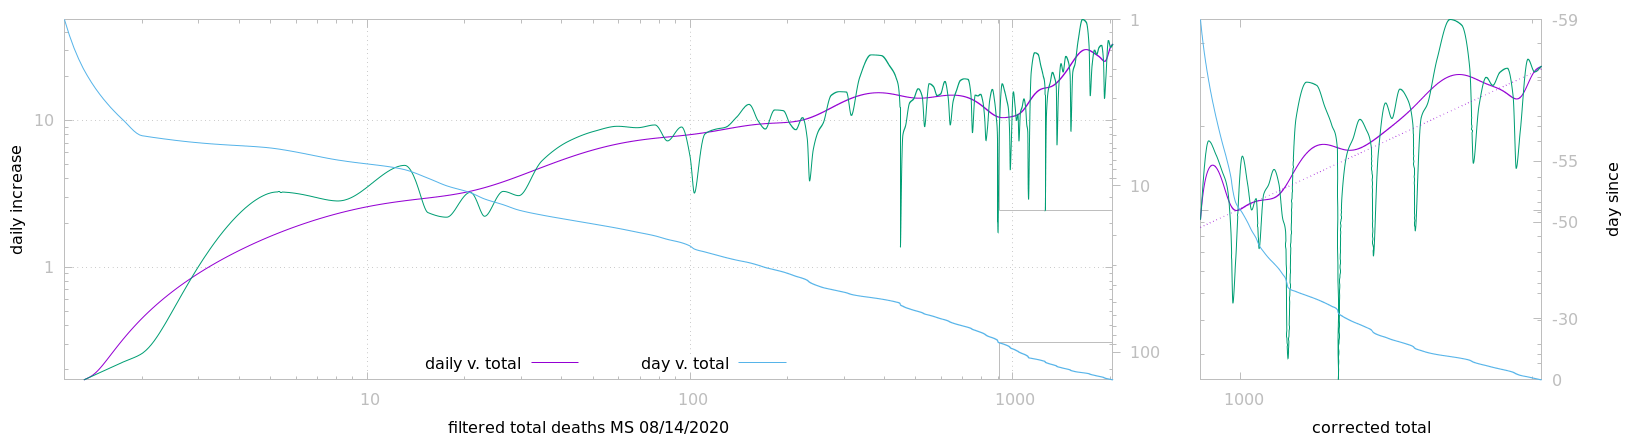 10
1
daily increase
daily v. total
day v. total
10
100
1000
filtered total deaths MS 08/14/2020
1
10
100
1000
corrected total
-59
-55
-50
-30
0
day since